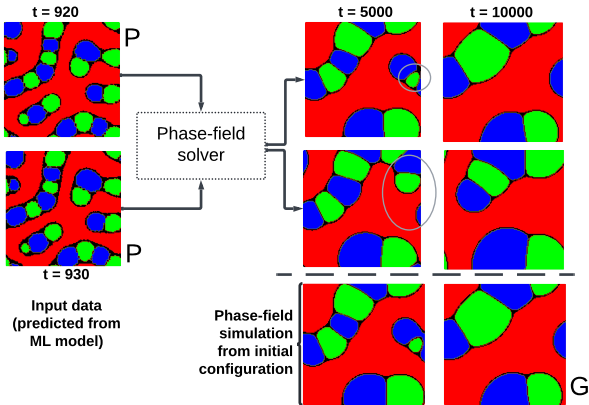 t = 920
t = 5000
t = 10000
P
Phase-field
solver
P
t = 930
Input data
(predicted from
ML model)
Phase-field
simulation
from initial
configuration
G